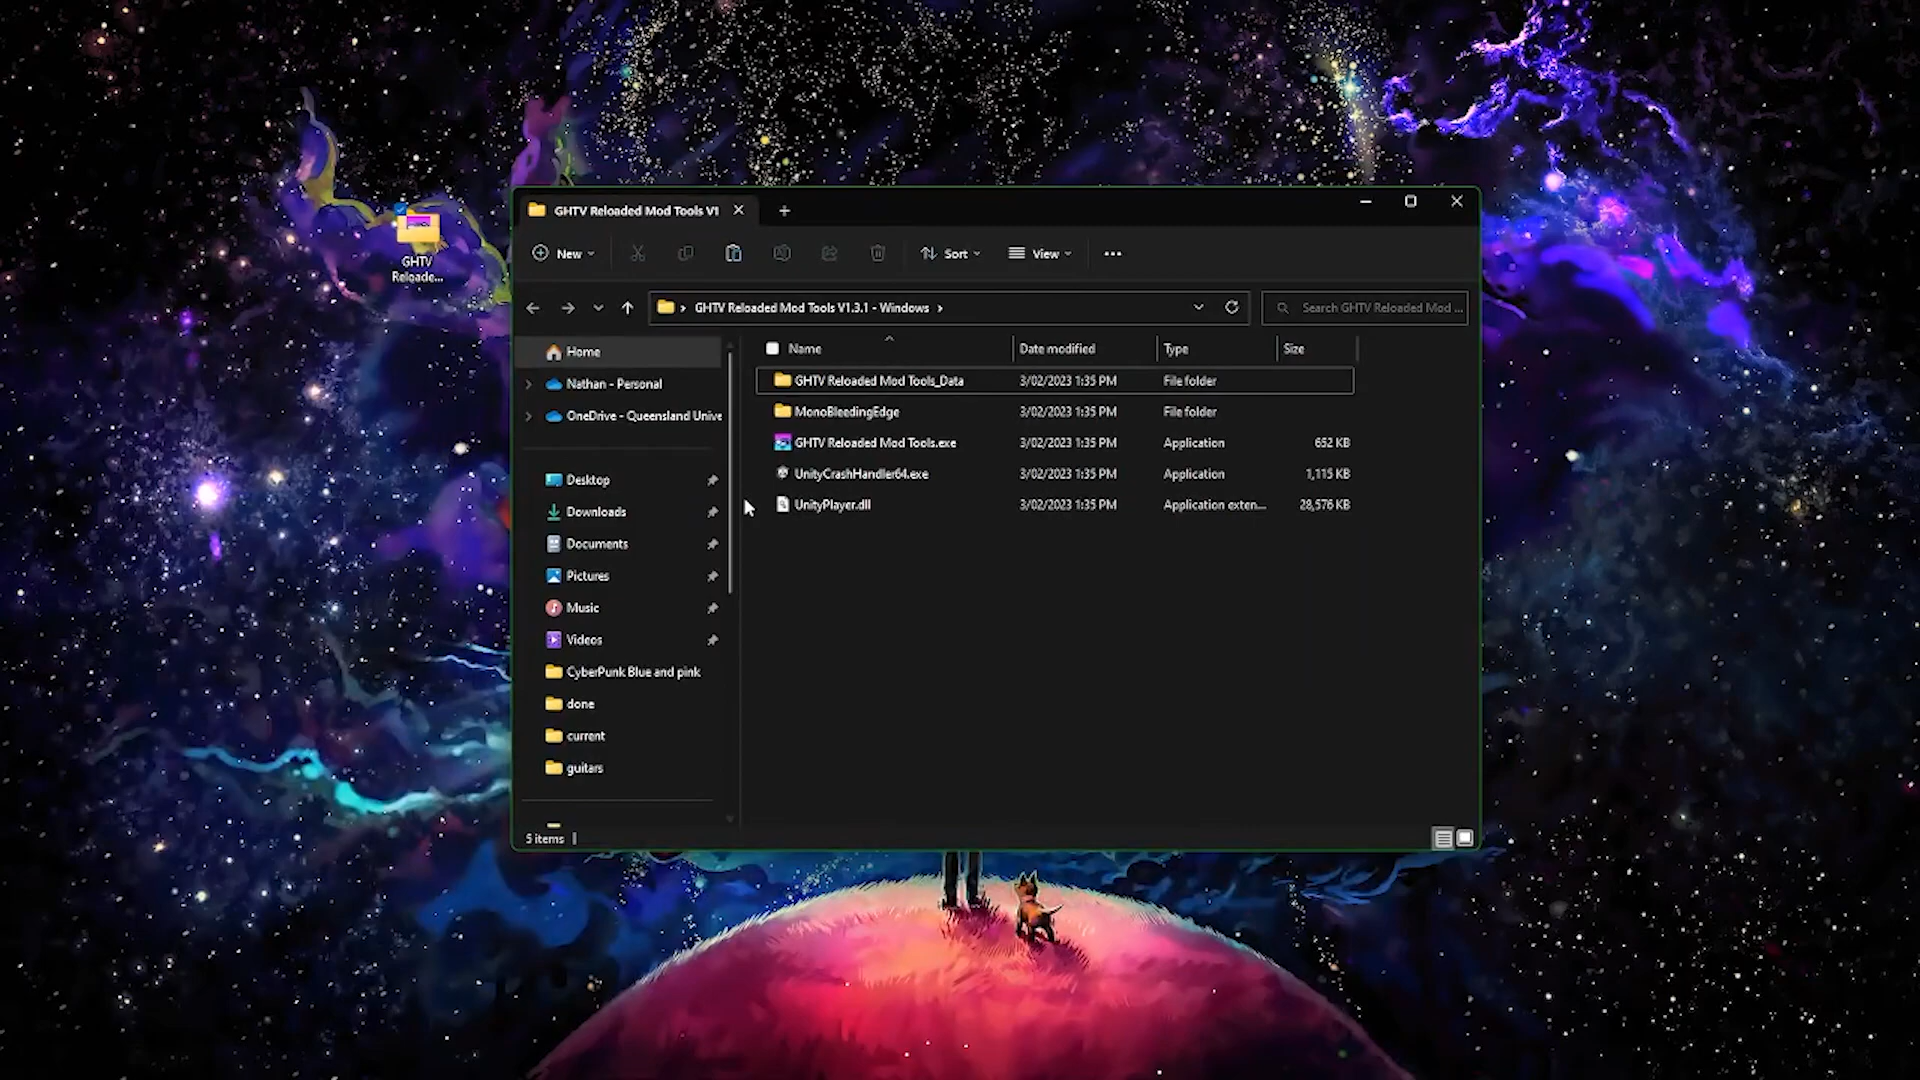 GHTV
Reloade...
GHTV Reloaded Mod Tools V1
New
Sort
View
GHTV Reloaded Mod Tools V1.3.1 - Windows
Search GHTV Reloaded Mod ...
Home
Nathan - Personal
OneDrive - Queensland Unive
Desktop
Downloads
Documents
Pictures
Music
Videos
CyberPunk Blue and pink
done
current
guitars
Name Date modified Type Size
GHTV Reloaded Mod Tools_Data 3/02/2023 1:35 PM File folder
MonoBleedingEdge 3/02/2023 1:35 PM File folder
GHTV Reloaded Mod Tools.exe 3/02/2023 1:35 PM Application 652 KB
UnityCrashHandler64.exe 3/02/2023 1:35 PM Application 1,115 KB
UnityPlayer.dll 3/02/2023 1:35 PM Application exten... 28,576 KB
5 items